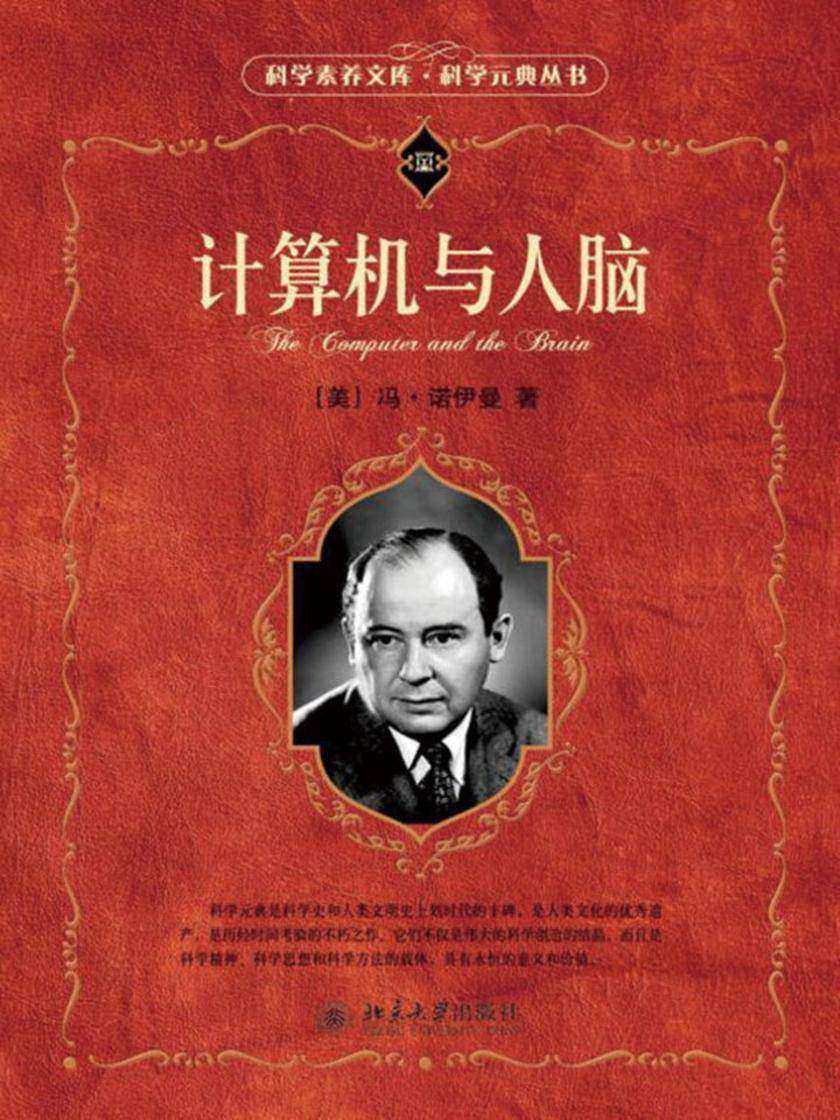 科学素养文库·科学元典丛书
计算机与人脑
The Computer and the Brain
［美］冯·诺伊曼 著
科学元典是科学史和人类文明史上划时代的丰碑，是人类文化的优秀遗
产，是历经时间考验的不朽之作。它们不仅是伟大的科学创造的结晶，而且是
科学精神、科学思想和科学方法的载体，具有永恒的意义和价值。
北京大学出版社
PEKING UNIVERSITY PRESS